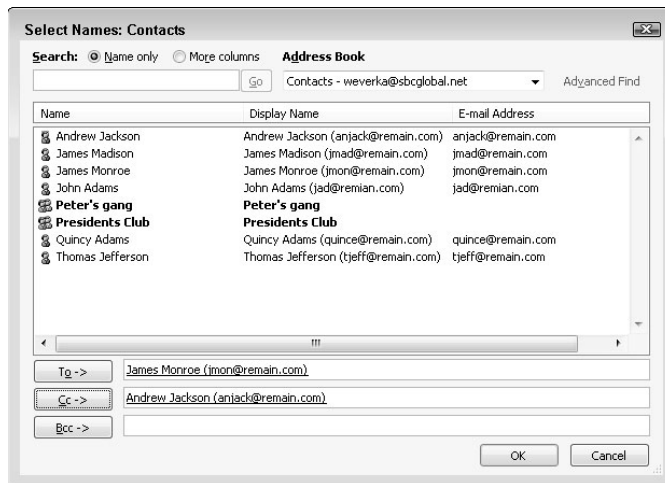 Select Names: Contacts
Search: Name only More columns Address Book
Go Contacts - weverka@sbcglobal.net Advanced Find
Name Display Name E-mail Address
Andrew Jackson Andrew Jackson (anjack@remain.com) anjack@remain.com
James Madison James Madison (jmad@remain.com) jmad@remain.com
James Monroe James Monroe (jmon@remain.com) jmon@remain.com
John Adams John Adams (jad@remian.com) jad@remian.com
Peter's gang Peter's gang
Presidents Club Presidents Club
Quincy Adams Quincy Adams (quince@remain.com) quince@remain.com
Thomas Jefferson Thomas Jefferson (tjeff@remain.com) tjeff@remain.com
To -> James Monroe (jmon@remain.com)
Cc -> Andrew Jackson (anjack@remain.com)
Bcc ->
OK Cancel